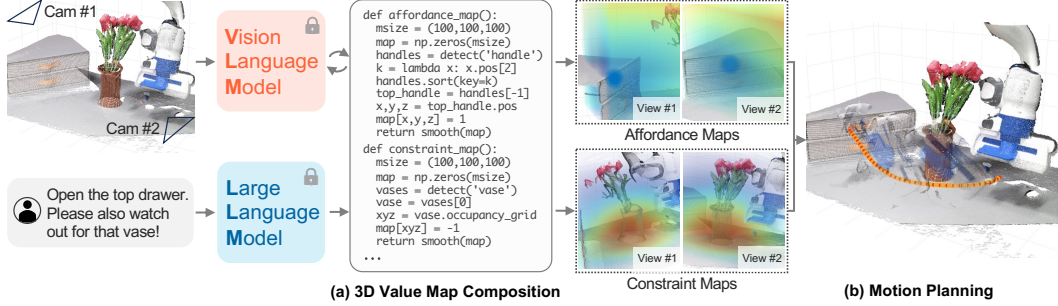 Cam #1
Cam #2
Open the top drawer.
Please also watch
out for that vase!
Vision
Language
Model
Large
Language
Model
def affordance_map():
msize = (100,100,100)
map = np.zeros(msize)
handles = detect('handle')
k = lambda x: x.pos[2]
handles.sort(key=k)
top_handle = handles[-1]
x,y,z = top_handle.pos
map[x,y,z] = 1
return smooth(map)
def constraint_map():
msize = (100,100,100)
map = np.zeros(msize)
vases = detect('vase')
vase = vases[0]
xyz = vase.occupancy_grid
map[xyz] = -1
return smooth(map)
...
View #1
View #2
Affordance Maps
View #1
View #2
Constraint Maps
(a) 3D Value Map Composition
(b) Motion Planning